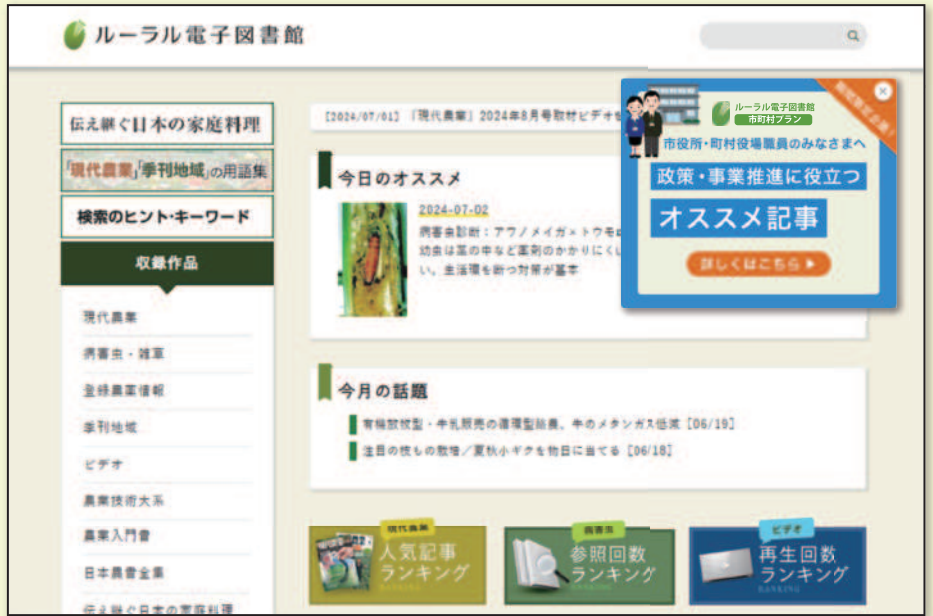 ルーラル電子図書館
伝え継ぐ日本の家庭料理
「現代農業」「季刊地域」の用語集
検索のヒント・キーワード
収録作品
現代農業
病害虫・雑草
登録農薬情報
季刊地域
ビデオ
農業技術大系
農業入門書
日本農書全集
伝え継ぐ日本の家庭料理
[2024/07/01] 「現代農業」2024年8月号取材ビデオを
今日のオススメ
2024-07-02
病害虫診断：アワノメイガ=トウモ
幼虫は茎の中など薬剤のかかりにくい
い。生活環を断つ対策が基本
今月の話題
有機放牧型・牛乳販売の循環型酪農、牛のメタンガス低減 [06/19]
注目の枝もの栽培／夏秋小ギクを物日に当てる [06/18]
現代農業
人気記事
ランキング
RANKING
病害虫
参照回数
ランキング
RANKING
ビデオ
再生回数
ランキング
RANKING
期間限定企画!
ルーラル電子図書館
市町村プラン
市役所・町村役場職員のみなさまへ
政策・事業推進に役立つ
オススメ記事
詳しくはこちら